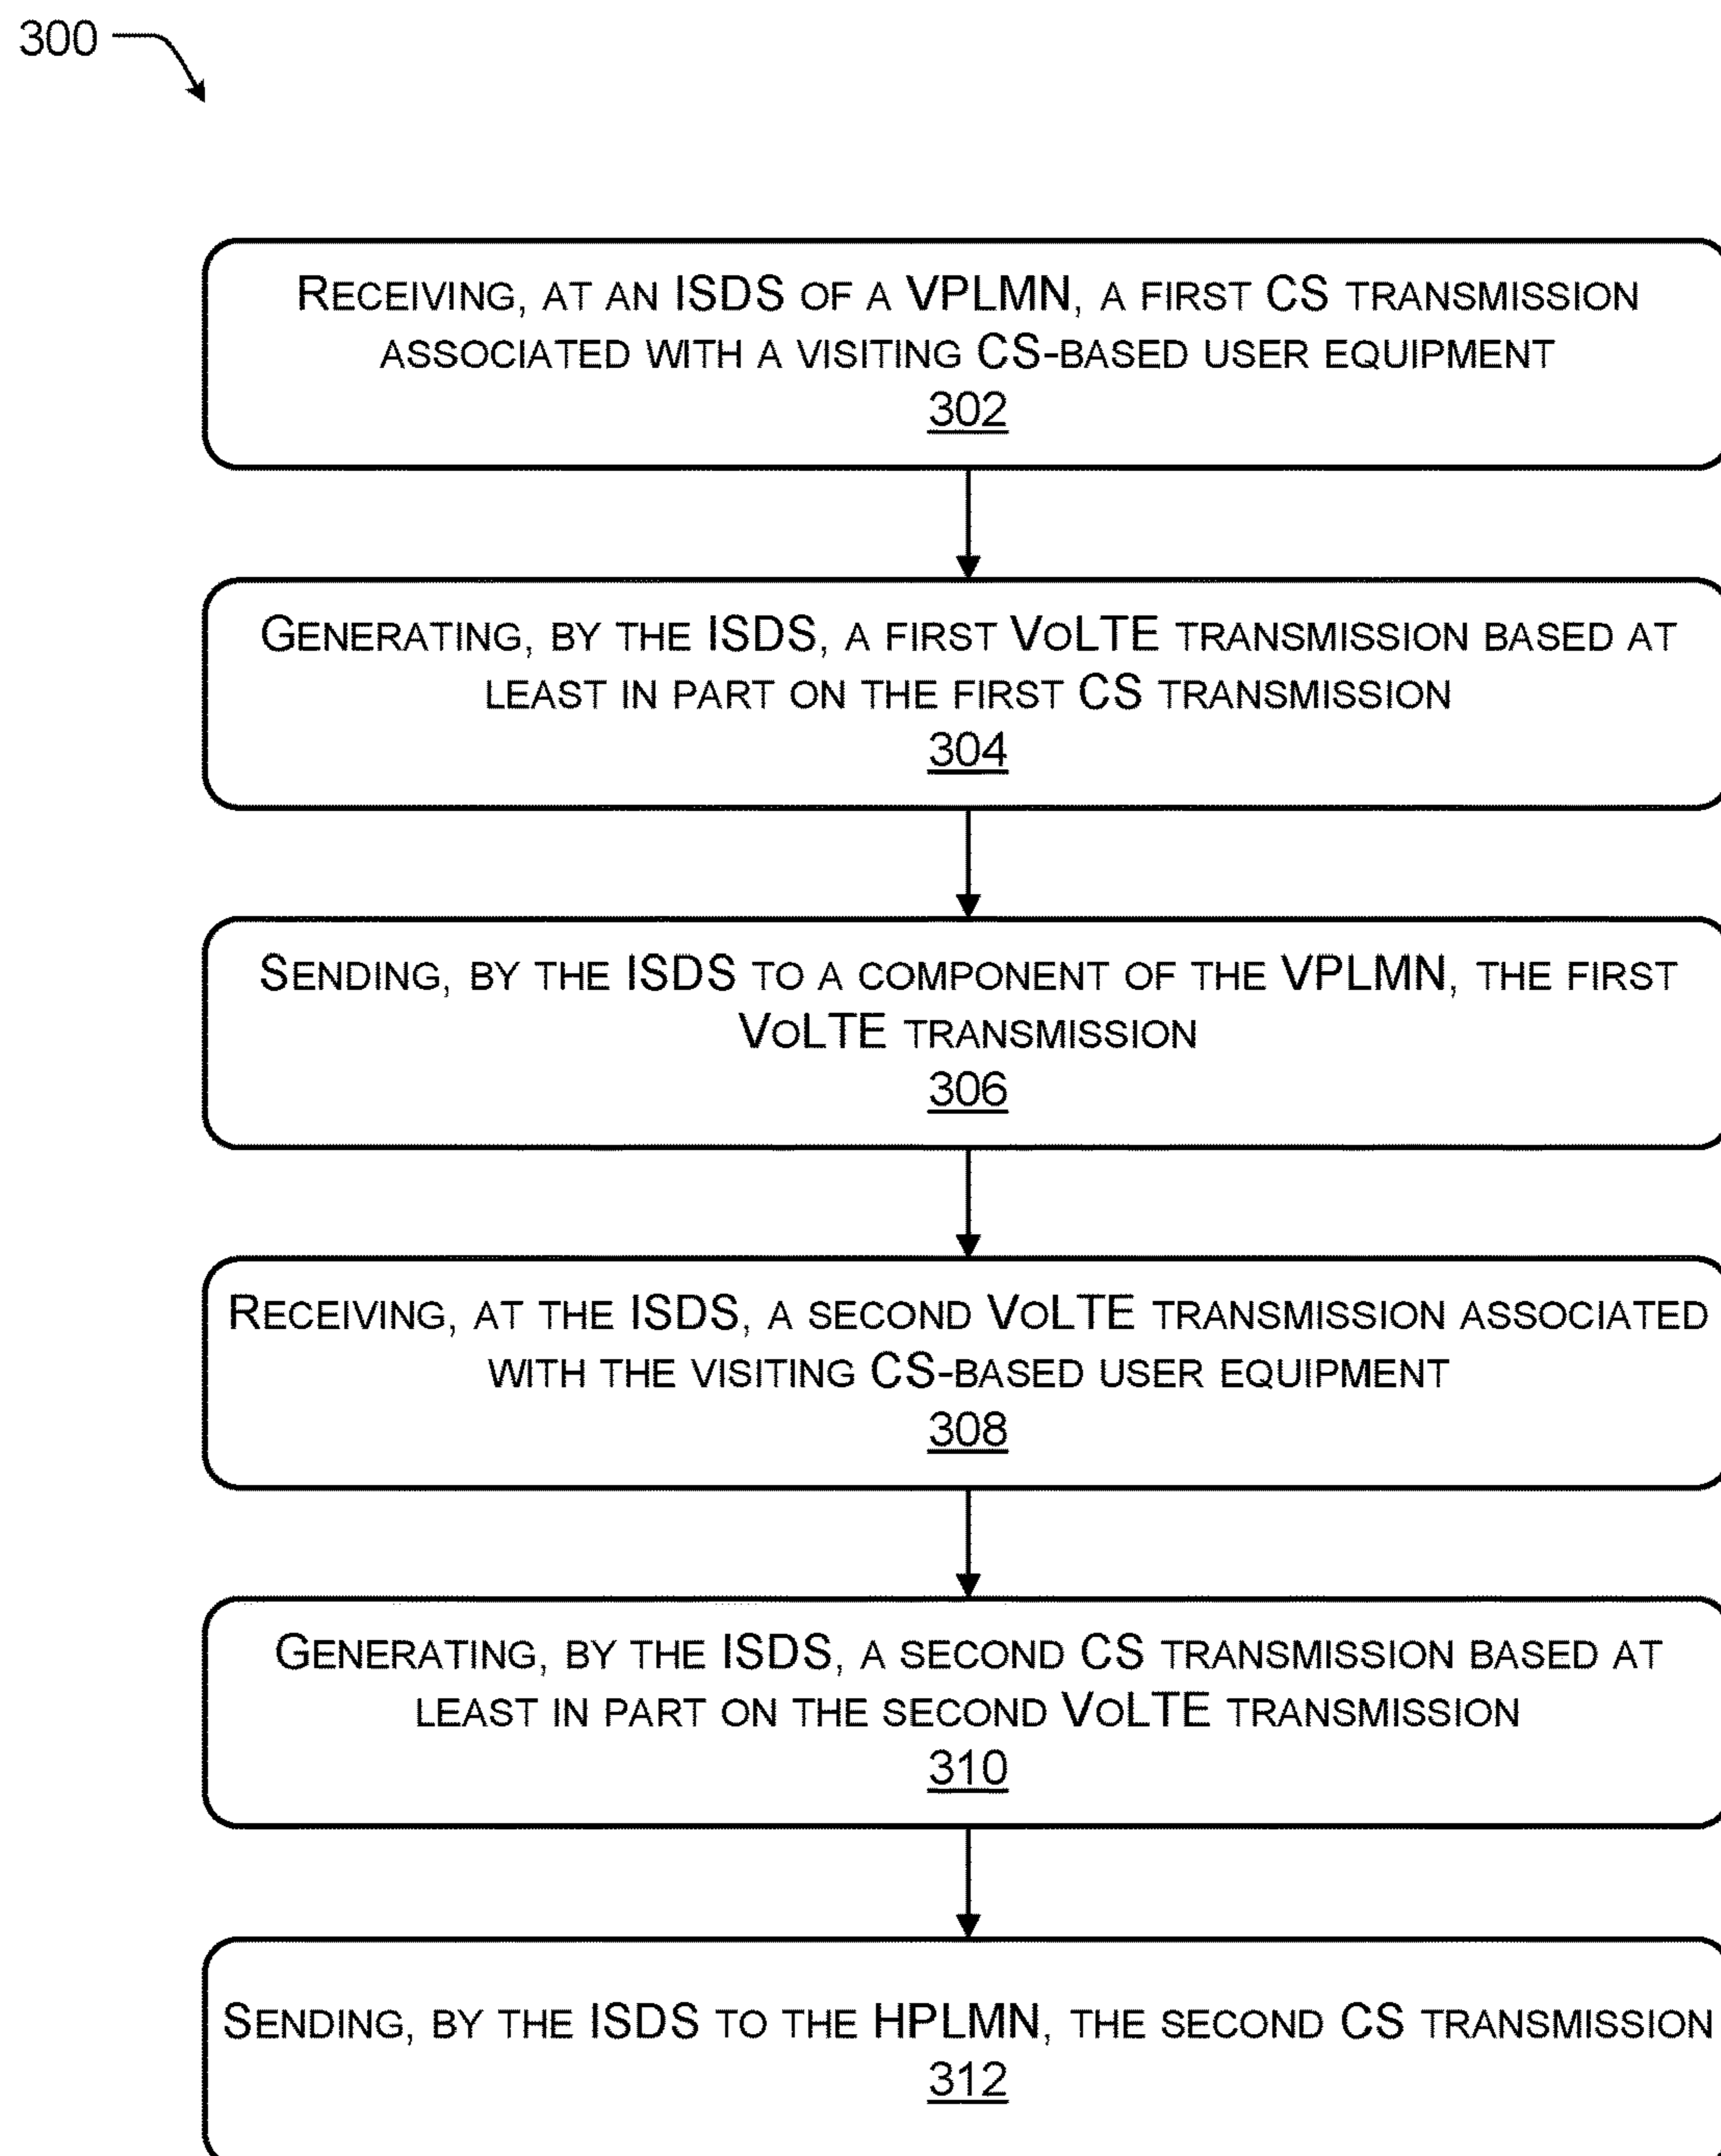 300
RECEIVING, AT AN ISDS OF A VPLMN, A FIRST CS TRANSMISSION
ASSOCIATED WITH A VISITING CS-BASED USER EQUIPMENT
302
GENERATING, BY THE ISDS, A FIRST VOLTE TRANSMISSION BASED AT
LEAST IN PART ON THE FIRST CS TRANSMISSION
304
SENDING, BY THE ISDS TO A COMPONENT OF THE VPLMN, THE FIRST
VOLTE TRANSMISSION
306
RECEIVING, AT THE ISDS, A SECOND VOLTE TRANSMISSION ASSOCIATED
WITH THE VISITING CS-BASED USER EQUIPMENT
308
GENERATING, BY THE ISDS, A SECOND CS TRANSMISSION BASED AT
LEAST IN PART ON THE SECOND VOLTE TRANSMISSION
310
SENDING, BY THE ISDS TO THE HPLMN, THE SECOND CS TRANSMISSION
312